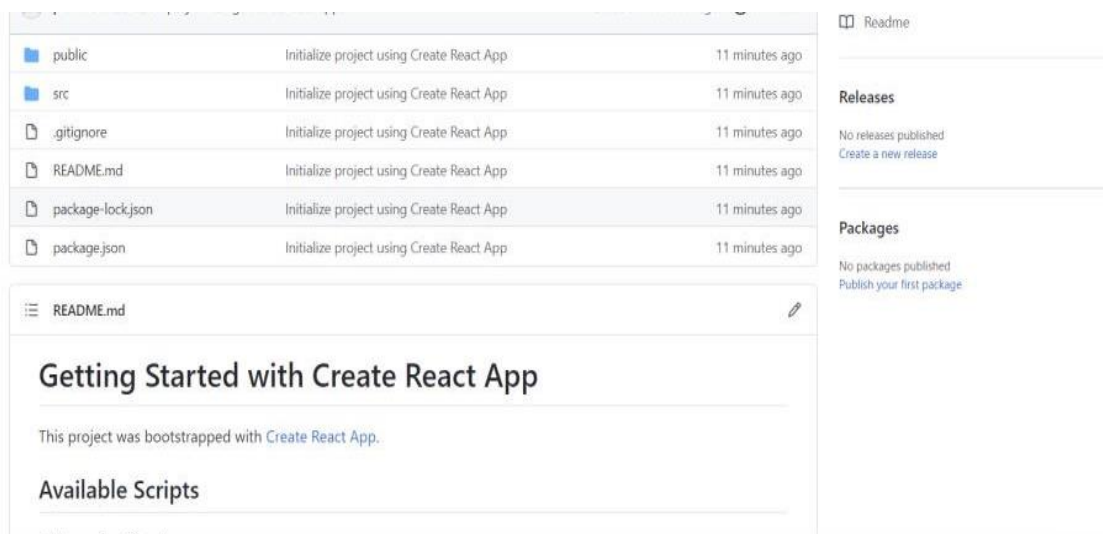 public Initialize project using Create React App 11 minutes ago
src Initialize project using Create React App 11 minutes ago
.gitignore Initialize project using Create React App 11 minutes ago
README.md Initialize project using Create React App 11 minutes ago
package-lock.json Initialize project using Create React App 11 minutes ago
package.json Initialize project using Create React App 11 minutes ago
README.md
Getting Started with Create React App
This project was bootstrapped with Create React App.
Available Scripts
Readme
Releases
No releases published
Create a new release
Packages
No packages published
Publish your first package